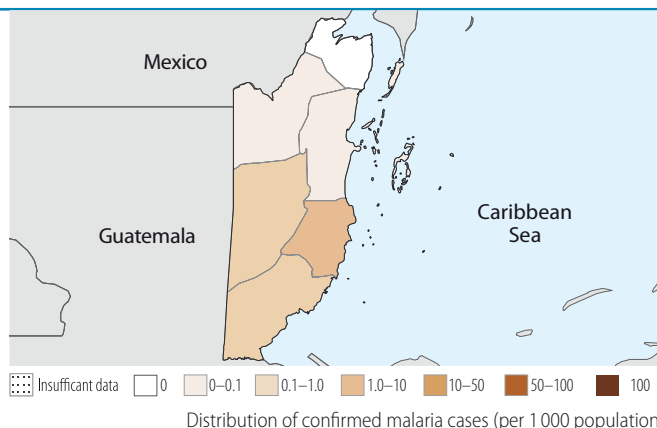 Mexico
Guatemala
Caribbean
Sea
Insufficant data 0 0–0.1 0.1–1.0 1.0–10 10–50 50–100 100
Distribution of confirmed malaria cases (per 1 000 population